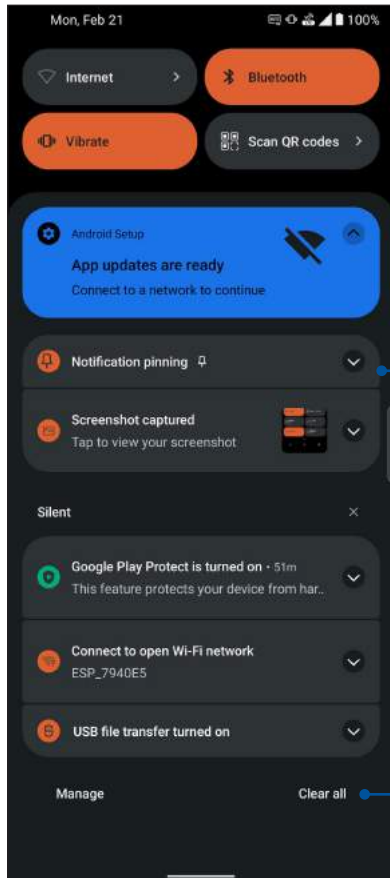 Mon, Feb 21 100%
Internet
Bluetooth
Vibrate
Scan QR codes
Android Setup
App updates are ready
Connect to a network to continue
Notification pinning
Screenshot captured
Tap to view your screenshot
Silent
Google Play Protect is turned on • 51m
This feature protects your device from har..
Connect to open Wi-Fi network
ESP_7940E5
USB file transfer turned on
Manage Clear all